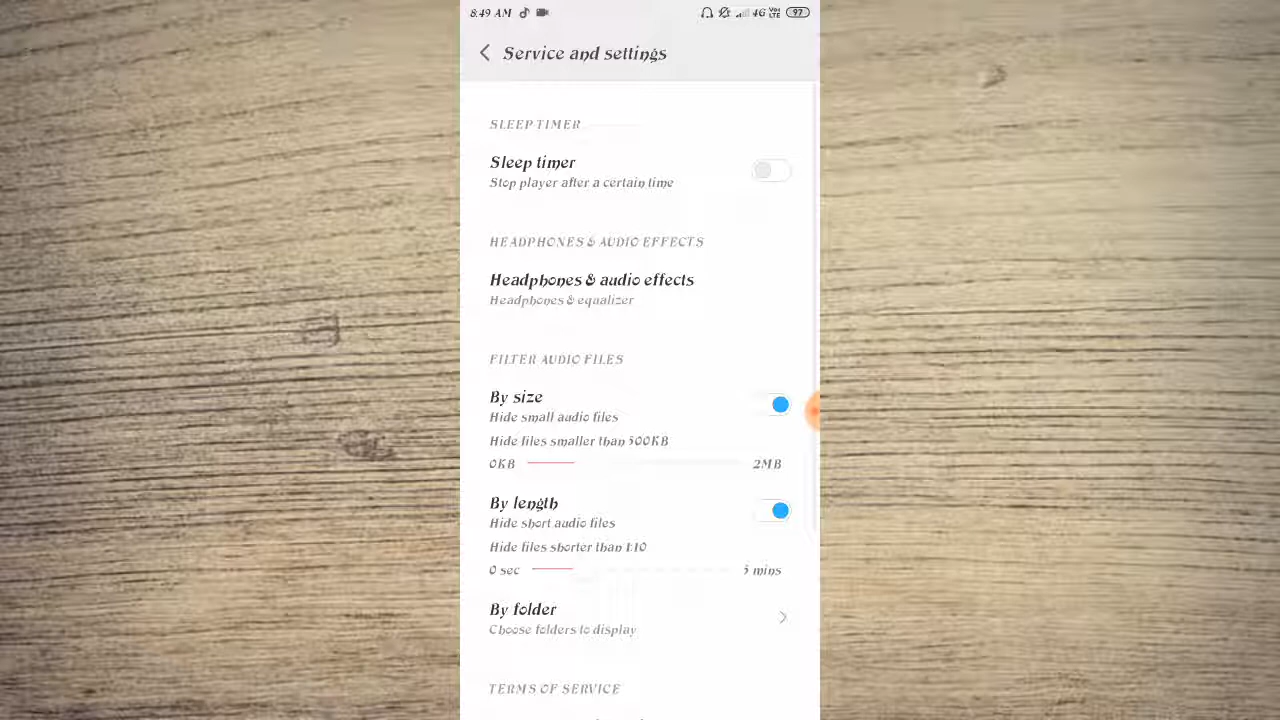 8:49 AM 4G Vo) LTE 97
Service and settings
SLEEP TIMER
Sleep timer
Stop player after a certain time
HEADPHONES & AUDIO EFFECTS
Headphones & audio effects
Headphones & equalizer
FILTER AUDIO FILES
By size
Hide small audio files
Hide files smaller than 500KB
0KB 2MB
By length
Hide short audio files
Hide files shorter than 1:10
0 sec 5 mins
By folder
Choose folders to display
TERMS OF SERVICE